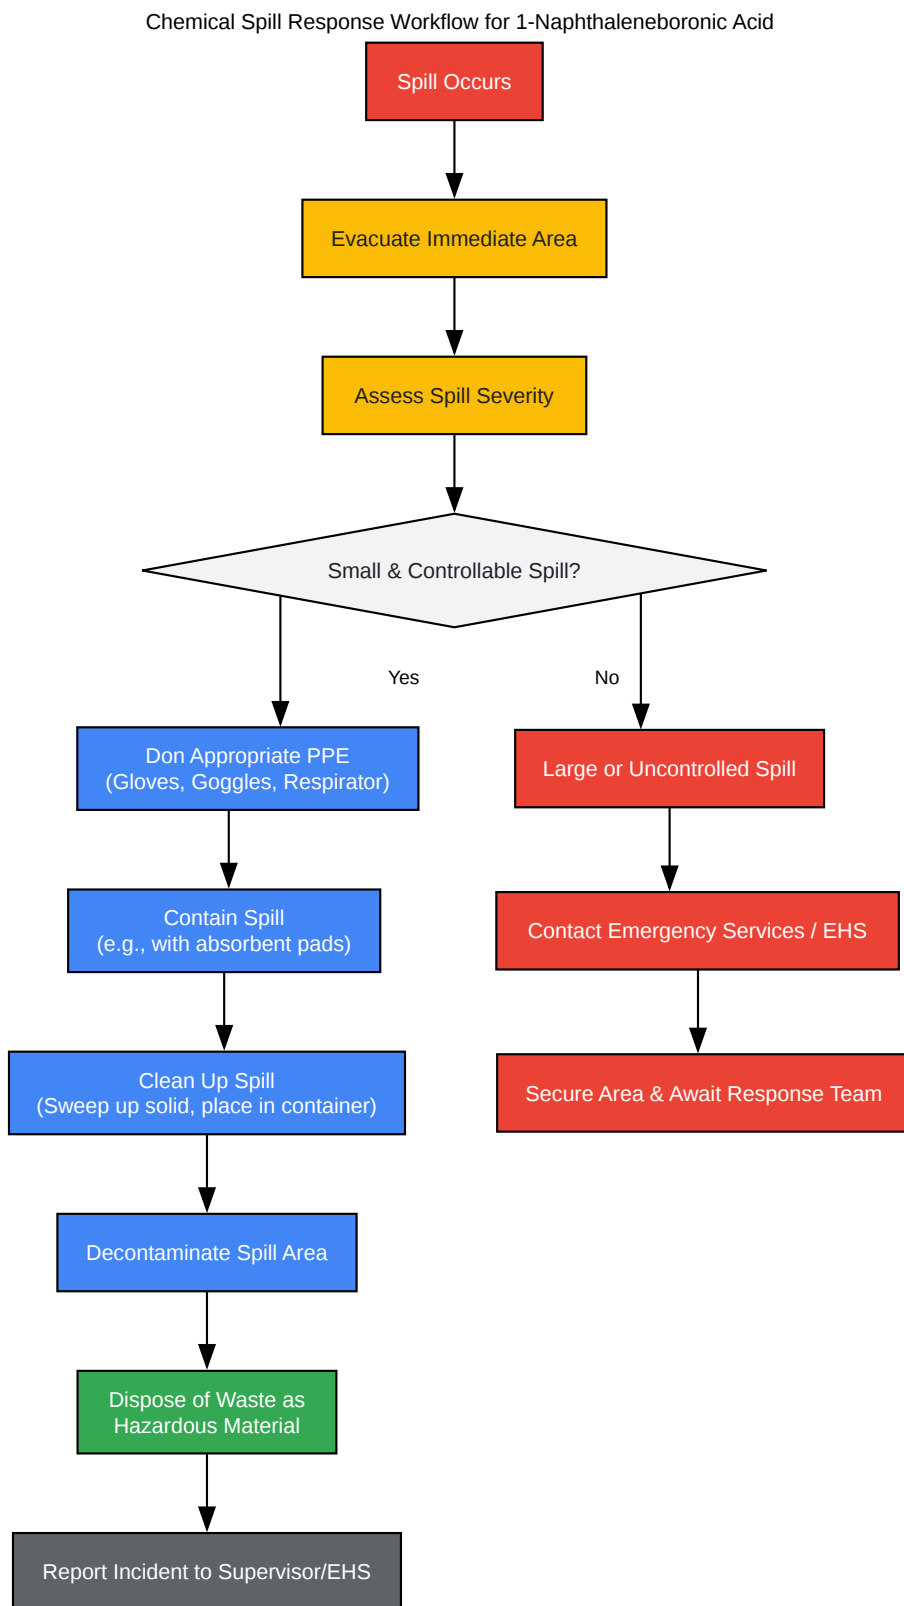 Chemical Spill Response Workflow for 1-Naphthaleneboronic Acid
Spill Occurs
Evacuate Immediate Area
Assess Spill Severity
Small & Controllable Spill?
Yes
No
Don Appropriate PPE
(Gloves, Goggles, Respirator)
Large or Uncontrolled Spill
Contain Spill
(e.g., with absorbent pads)
Contact Emergency Services / EHS
Clean Up Spill
(Sweep up solid, place in container)
Secure Area & Await Response Team
Decontaminate Spill Area
Dispose of Waste as
Hazardous Material
Report Incident to Supervisor/EHS